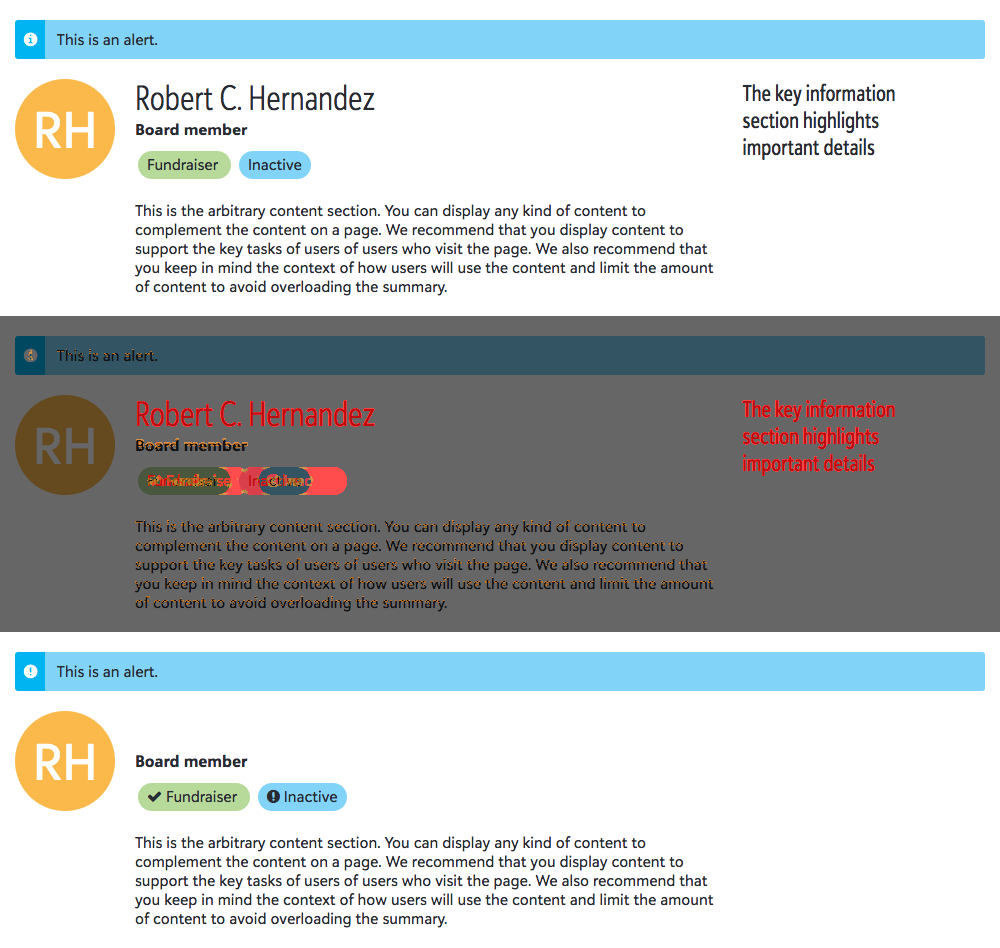 This is an alert.
RH
Robert C. Hernandez
Board member
Fundraiser Inactive
The key information
section highlights
important details
This is the arbitrary content section. You can display any kind of content to
complement the content on a page. We recommend that you display content to
support the key tasks of users of users who visit the page. We also recommend that
you keep in mind the context of how users will use the content and limit the amount
of content to avoid overloading the summary.
This is an alert.
RH
Robert C. Hernandez
Board member
The key information
section highlights
important details
This is the arbitrary content section. You can display any kind of content to
complement the content on a page. We recommend that you display content to
support the key tasks of users of users who visit the page. We also recommend that
you keep in mind the context of how users will use the content and limit the amount
of content to avoid overloading the summary.
This is an alert.
RH
Board member
Fundraiser Inactive
This is the arbitrary content section. You can display any kind of content to
complement the content on a page. We recommend that you display content to
support the key tasks of users of users who visit the page. We also recommend that
you keep in mind the context of how users will use the content and limit the amount
of content to avoid overloading the summary.